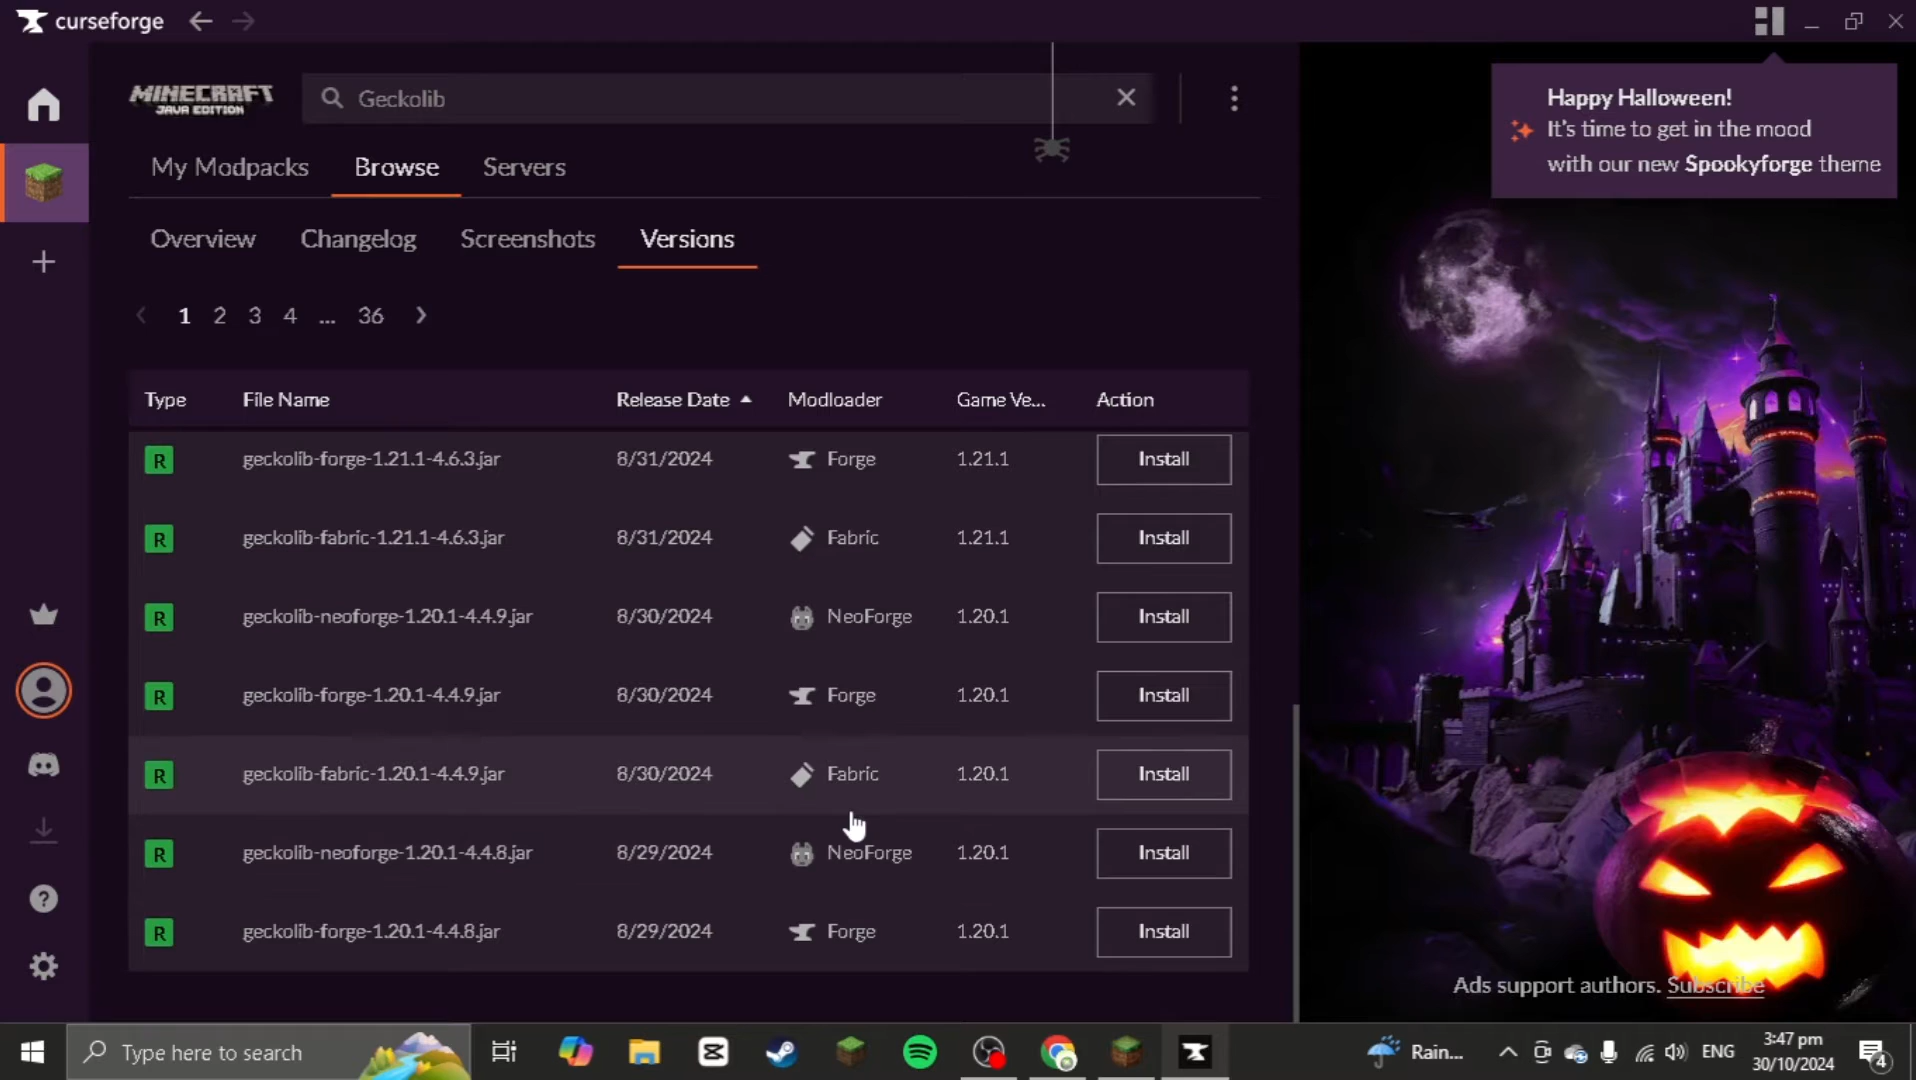 curseforge
MINECRAFT
JAVA EDITION
Geckolib
Happy Halloween!
It's time to get in the mood
with our new Spookyforge theme
My Modpacks Browse Servers
Overview Changelog Screenshots Versions
1 2 3 4 ... 36
Type File Name Release Date Modloader Game Ve... Action
R geckolib-forge-1.21.1-4.6.3.jar 8/31/2024 Forge 1.21.1 Install
R geckolib-fabric-1.21.1-4.6.3.jar 8/31/2024 Fabric 1.21.1 Install
R geckolib-neoforge-1.20.1-4.4.9.jar 8/30/2024 NeoForge 1.20.1 Install
R geckolib-forge-1.20.1-4.4.9.jar 8/30/2024 Forge 1.20.1 Install
R geckolib-fabric-1.20.1-4.4.9.jar 8/30/2024 Fabric 1.20.1 Install
R geckolib-neoforge-1.20.1-4.4.8.jar 8/29/2024 NeoForge 1.20.1 Install
R geckolib-forge-1.20.1-4.4.8.jar 8/29/2024 Forge 1.20.1 Install
Ads support authors. Subscribe
Type here to search
Rain...
ENG
3:47 pm
30/10/2024
4